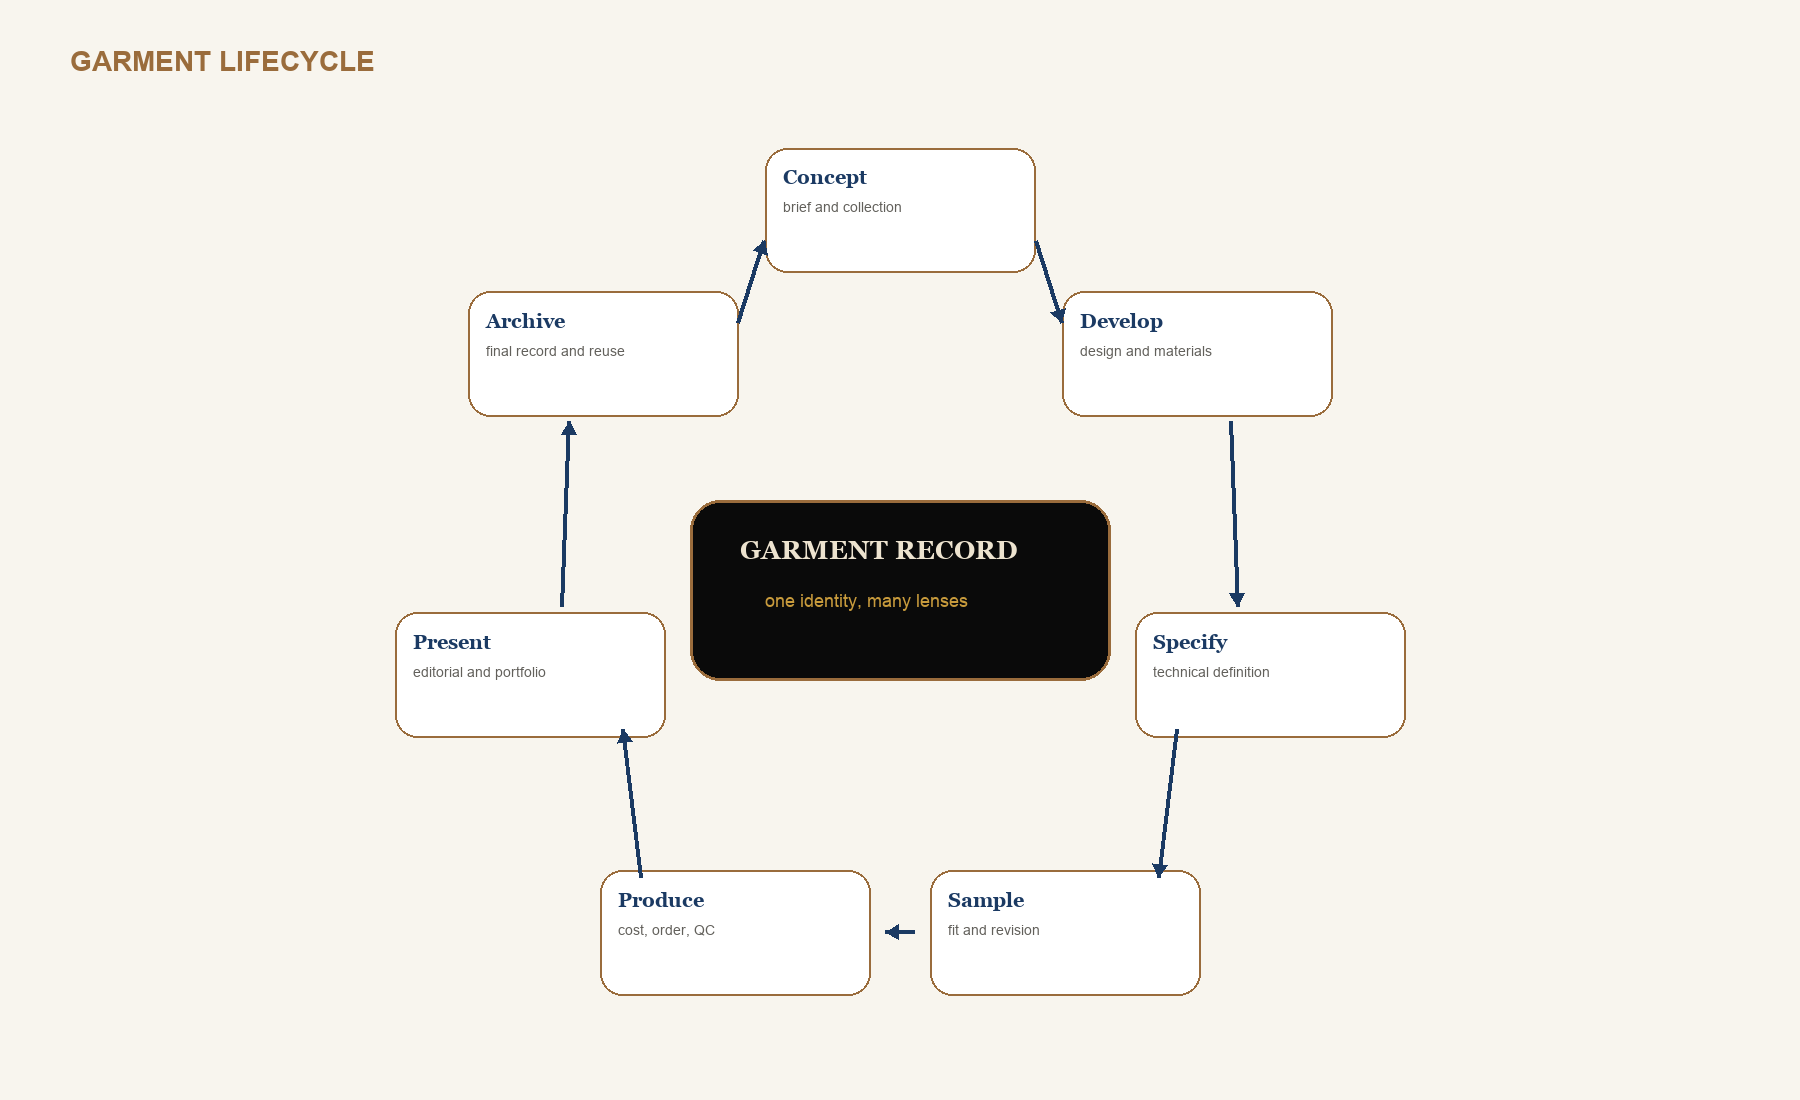 GARMENT LIFECYCLE
Concept
brief and collection
Archive
final record and reuse
Develop
design and materials
GARMENT RECORD
one identity, many lenses
Present
editorial and portfolio
Specify
technical definition
Produce
cost, order, QC
Sample
fit and revision